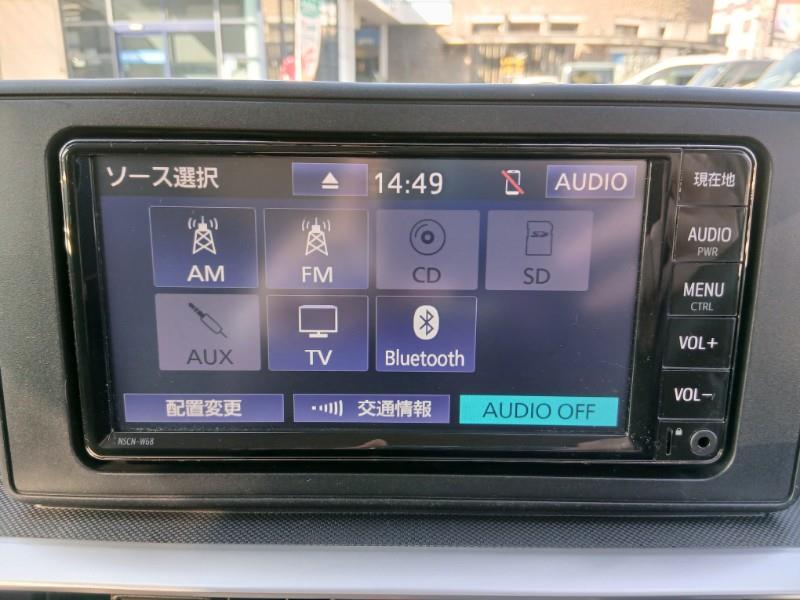 ソース選択 14:49 AUDIO 現在地
AM FM CD SD
AUDIO
PWR
MENU
CTRL
AUX TV Bluetooth
VOL+
VOL-
配置変更 交通情報 AUDIO OFF
NSCN-W68